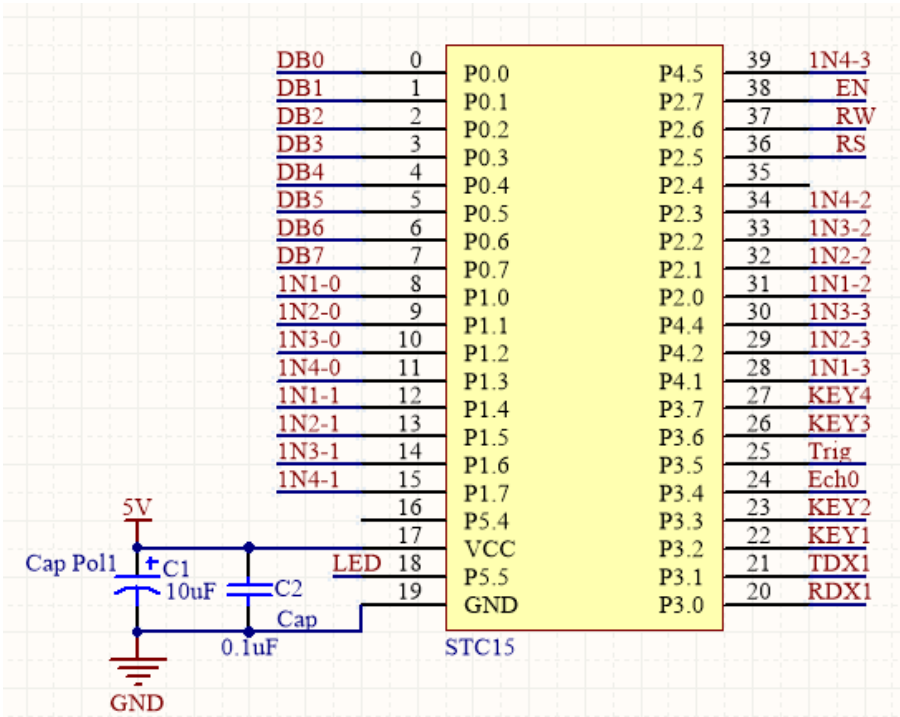 DB0 0 P0.0 P4.5 39 1N4-3
DB1 1 P0.1 P2.7 38 EN
DB2 2 P0.2 P2.6 37 RW
DB3 3 P0.3 P2.5 36 RS
DB4 4 P0.4 P2.4 35
DB5 5 P0.5 P2.3 34 1N4-2
DB6 6 P0.6 P2.2 33 1N3-2
DB7 7 P0.7 P2.1 32 1N2-2
1N1-0 8 P1.0 P2.0 31 1N1-2
1N2-0 9 P1.1 P4.4 30 1N3-3
1N3-0 10 P1.2 P4.2 29 1N2-3
1N4-0 11 P1.3 P4.1 28 1N1-3
1N1-1 12 P1.4 P3.7 27 KEY4
1N2-1 13 P1.5 P3.6 26 KEY3
1N3-1 14 P1.6 P3.5 25 Trig
1N4-1 15 P1.7 P3.4 24 Ech0
16 P5.4 P3.3 23 KEY2
5V 17 VCC P3.2 22 KEY1
LED 18 P5.5 P3.1 21 TDX1
19 GND P3.0 20 RDX1
Cap Pol1 + C1
10uF
C2
Cap
0.1uF
STC15
GND